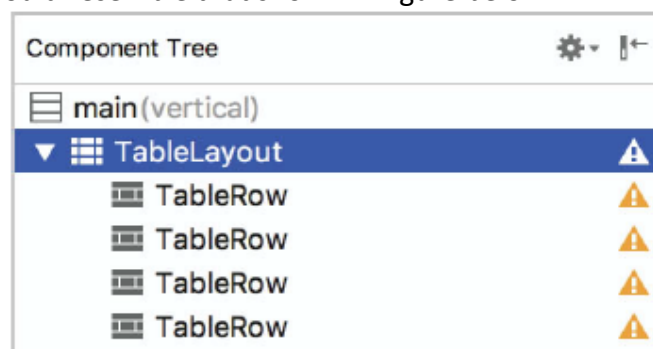 Component Tree
main(vertical)
TableLayout
TableRow
TableRow
TableRow
TableRow